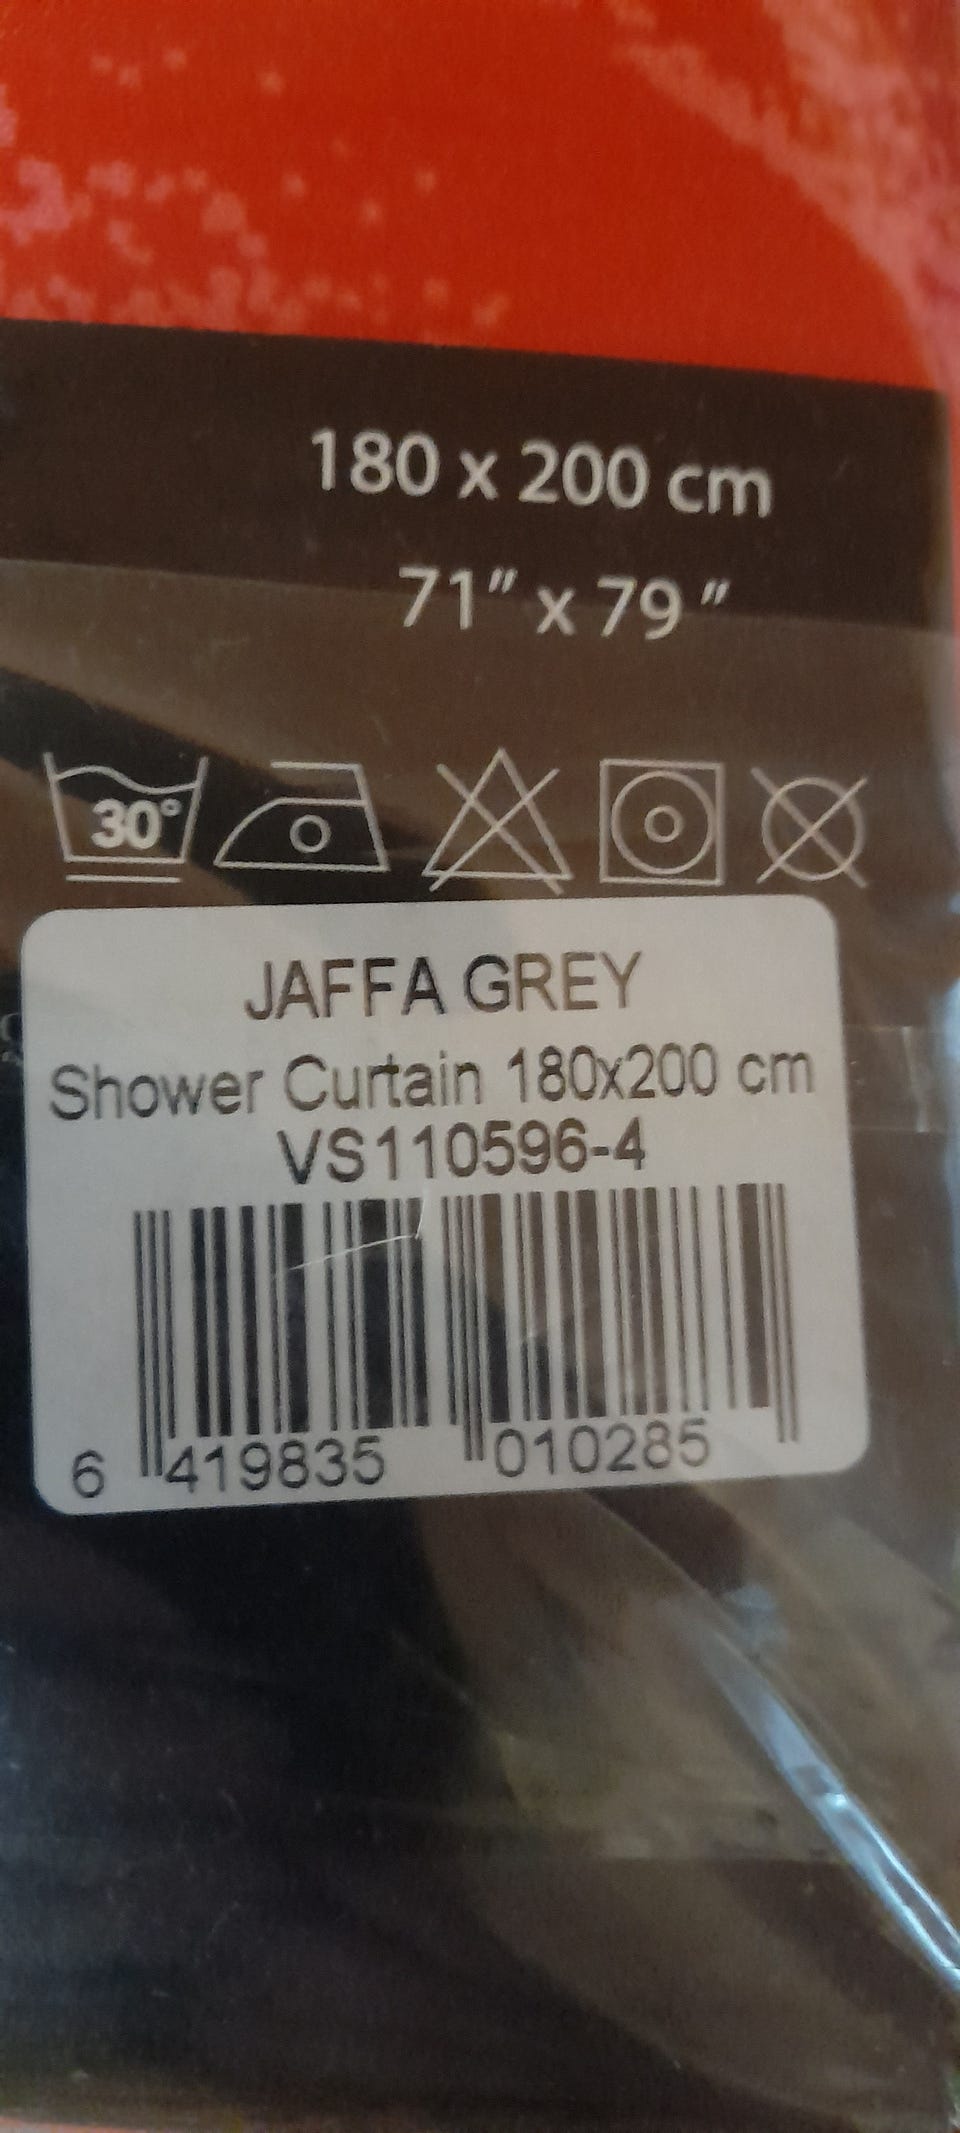 180 x 200 cm
71" x 79 "
30°
JAFFA GREY
Shower Curtain 180x200 cm
VS110596-4
6 419835 010285